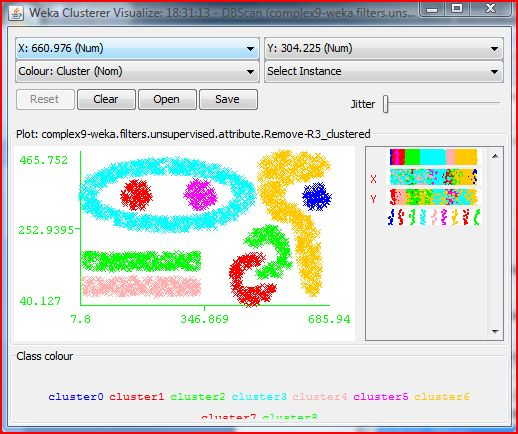 Weka Clusterer Visualize: 18:31:13 - DBScan (complex9-weka.filters.uns...
X: 660.976 (Num) Y: 304.225 (Num)
Colour: Cluster (Nom) Select Instance
Reset Clear Open Save Jitter
Plot: complex9-weka.filters.unsupervised.attribute.Remove-R3_clustered
465.752
X
Y
252.9395
40.127
7.8 346.869 685.94
Class colour
cluster0 cluster1 cluster2 cluster3 cluster4 cluster5 cluster6
cluster7 cluster8